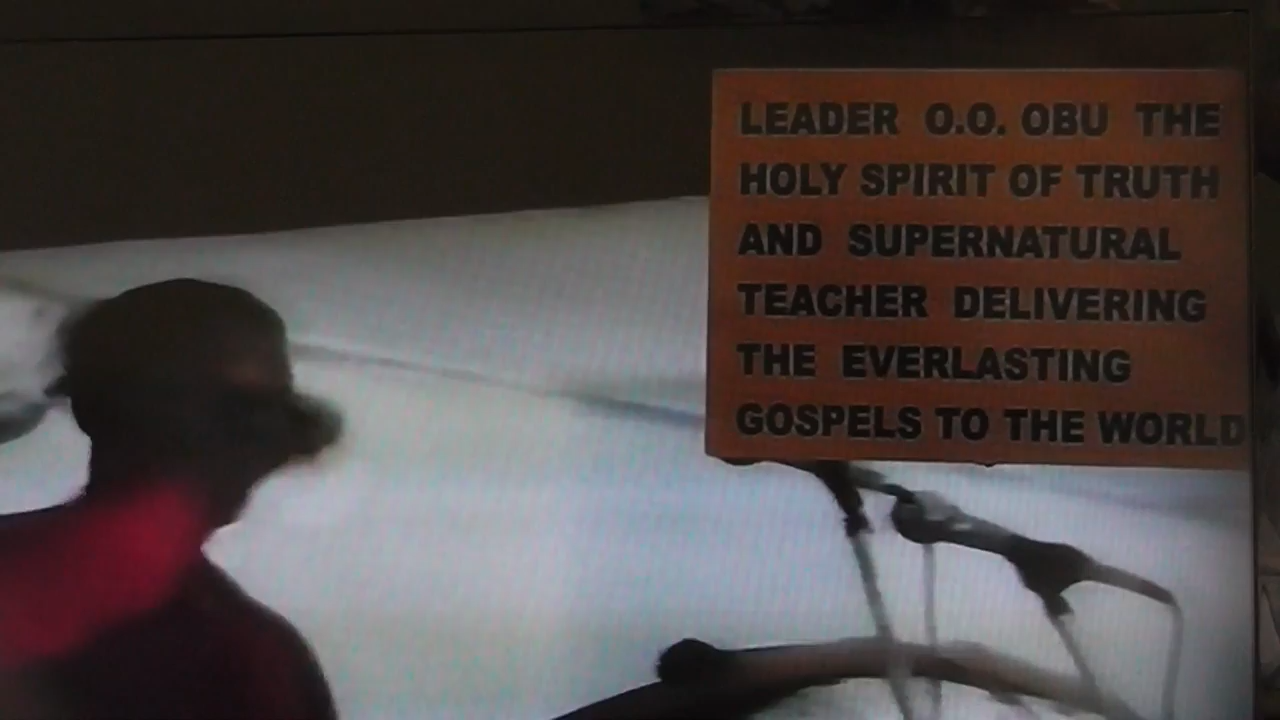 LEADER O.O. OBU THE
HOLY SPIRIT OF TRUTH
AND SUPERNATURAL
TEACHER DELIVERING
THE EVERLASTING
GOSPELS TO THE WORLD